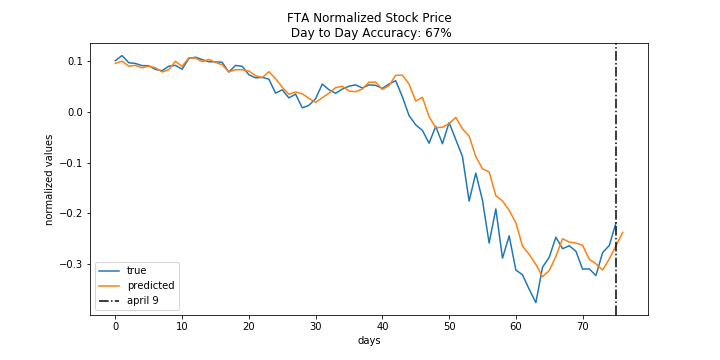 FTA Normalized Stock Price
Day to Day Accuracy: 67%
normalized values
0.1
0.0
−0.1
−0.2
−0.3
true
predicted
april 9
0 10 20 30 40 50 60 70
days